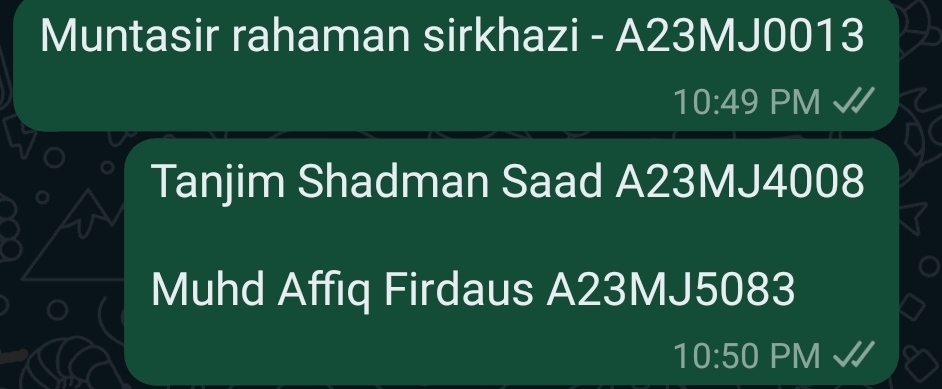 Muntasir rahaman sirkhazi - A23MJ0013
10:49 PM
Tanjim Shadman Saad A23MJ4008
Muhd Affiq Firdaus A23MJ5083
10:50 PM